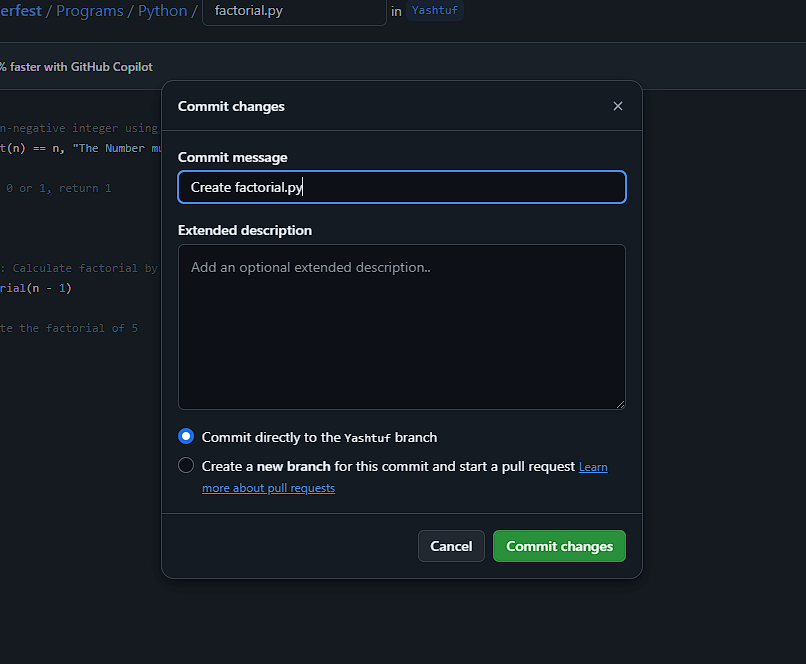 erfest / Programs / Python / factorial.py in Yashtuf
% faster with GitHub Copilot
Commit changes
n-negative integer using
t(n) == n, "The Number mu
0 or 1, return 1
: Calculate factorial by
rial(n - 1)
te the factorial of 5
Commit message
Create factorial.py
Extended description
Add an optional extended description..
Commit directly to the Yashtuf branch
Create a new branch for this commit and start a pull request Learn
more about pull requests
Cancel Commit changes